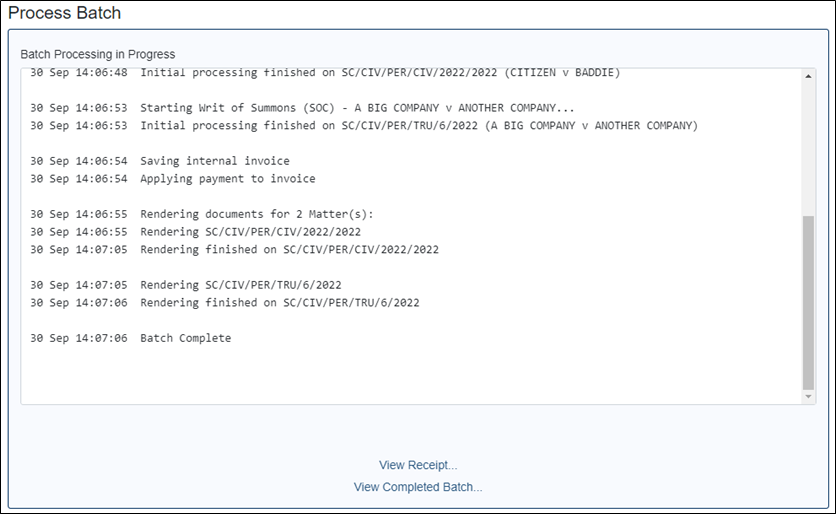 Process Batch
Batch Processing in Progress
30 Sep 14:06:48  Initial processing finished on SC/CIV/PER/CIV/2022/2022 (CITIZEN v BADDIE)
30 Sep 14:06:53  Starting Writ of Summons (SOC) - A BIG COMPANY v ANOTHER COMPANY...
30 Sep 14:06:53  Initial processing finished on SC/CIV/PER/TRU/6/2022 (A BIG COMPANY v ANOTHER COMPANY)
30 Sep 14:06:54  Saving internal invoice
30 Sep 14:06:54  Applying payment to invoice
30 Sep 14:06:55  Rendering documents for 2 Matter(s):
30 Sep 14:06:55  Rendering SC/CIV/PER/CIV/2022/2022
30 Sep 14:07:05  Rendering finished on SC/CIV/PER/CIV/2022/2022
30 Sep 14:07:05  Rendering SC/CIV/PER/TRU/6/2022
30 Sep 14:07:06  Rendering finished on SC/CIV/PER/TRU/6/2022
30 Sep 14:07:06  Batch Complete
View Receipt...
View Completed Batch...